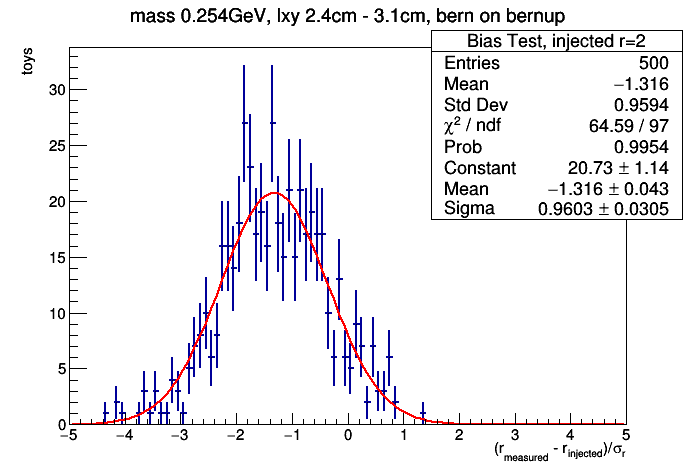 mass 0.254GeV, lxy 2.4cm - 3.1cm, bern on bernup
Bias Test, injected r=2
Entries 500
Mean −1.316
Std Dev 0.9594
χ² / ndf 64.59 / 97
Prob 0.9954
Constant 20.73 ± 1.14
Mean −1.316 ± 0.043
Sigma 0.9603 ± 0.0305
toys
30
25
20
15
10
5
0
−5 −4 −3 −2 −1 0 1 2 3 4 5
(r_measured - r_injected)/σ_r